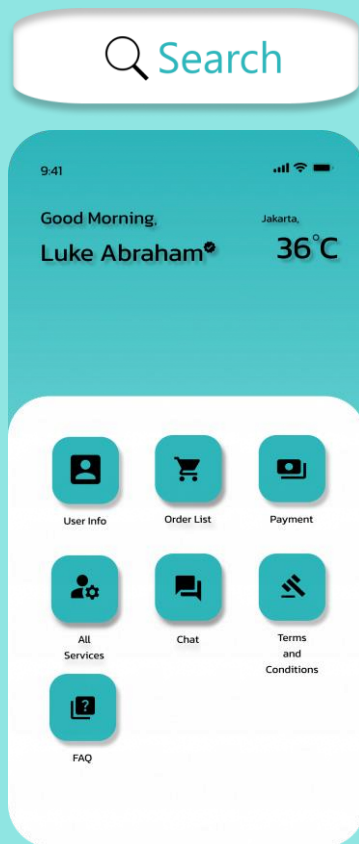 Search
9:41
Good Morning,
Jakarta,
Luke Abraham
36°C
User Info
Order List
Payment
All
Services
Chat
Terms
and
Conditions
FAQ